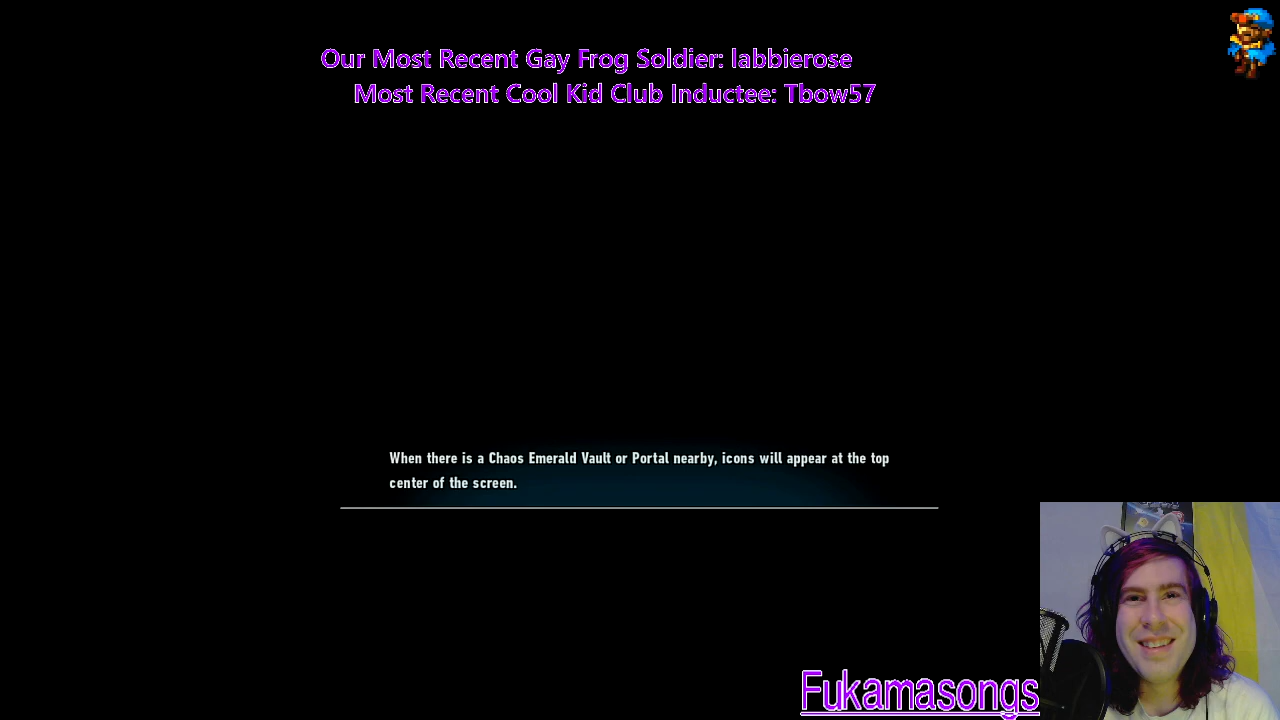 Our Most Recent Gay Frog Soldier: labbierose
Most Recent Cool Kid Club Inductee: Tbow57
When there is a Chaos Emerald Vault or Portal nearby, icons will appear at the top
center of the screen.
Fukamasongs